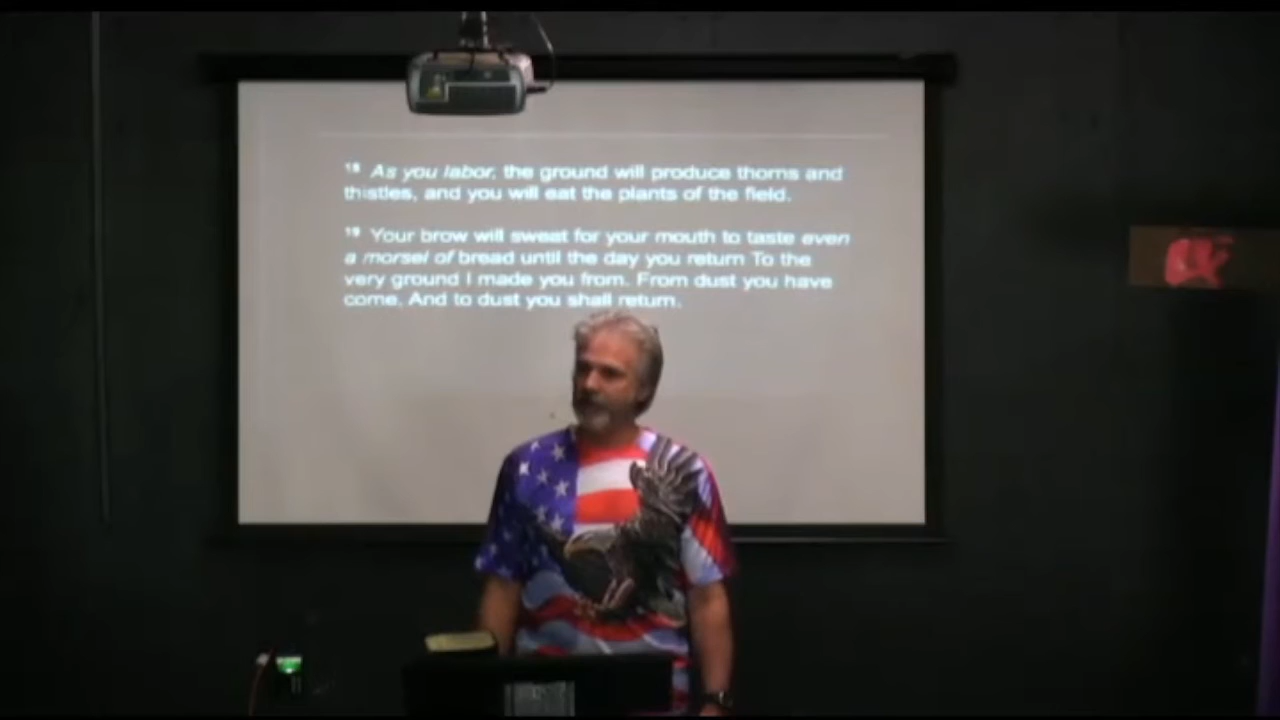 18 As you labor, the ground will produce thorns and
thistles, and you will eat the plants of the field.
19 Your brow will sweat for your mouth to taste even
a morsel of bread until the day you return To the
very ground I made you from. From dust you have
come, And to dust you shall return.